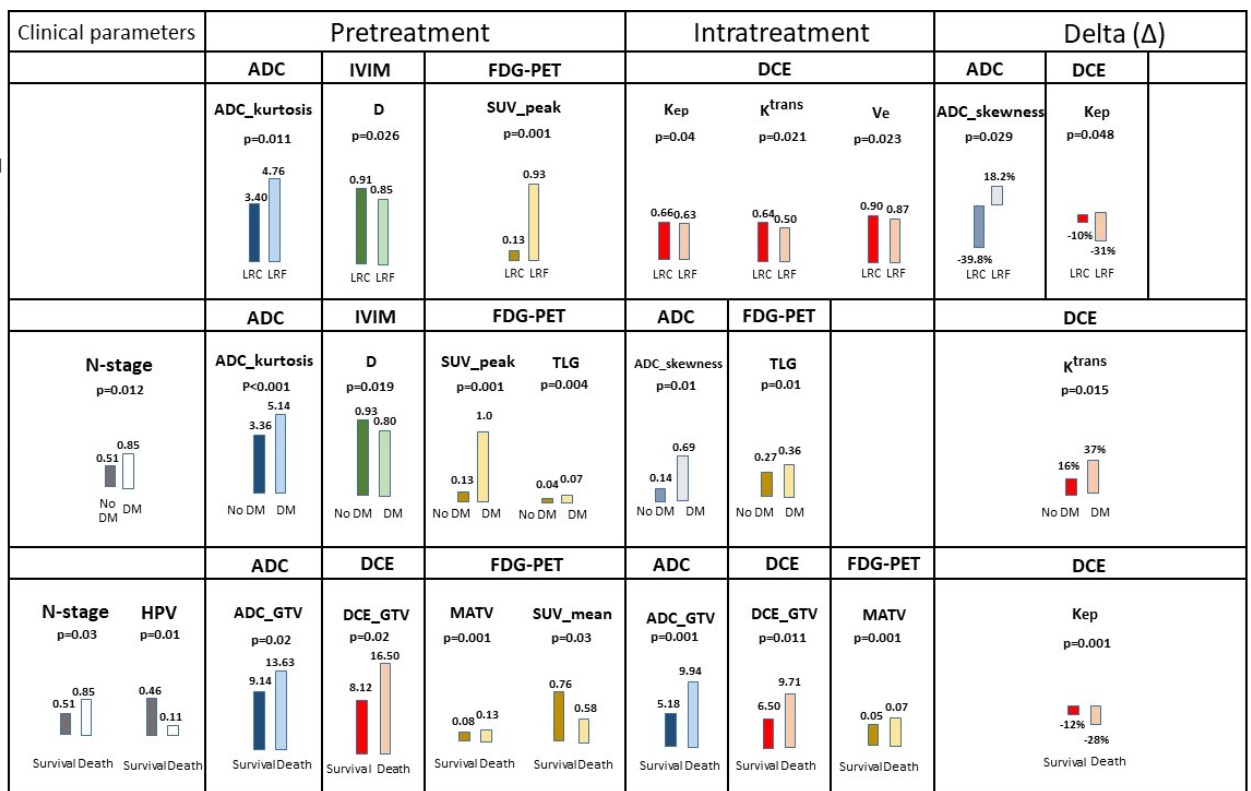 Clinical parameters Pretreatment Intratreatment Delta (Δ)
ADC IVIM FDG-PET DCE ADC DCE
ADC_kurtosis D SUV_peak Kep Ktrans Ve ADC_skewness Kep
p=0.011 p=0.026 p=0.001 p=0.04 p=0.021 p=0.023 p=0.029 p=0.048
3.40 4.76 0.91 0.85 0.13 0.93 0.66 0.63 0.64 0.50 0.90 0.87 -39.8% 18.2% -10% -31%
LRC LRF LRC LRF LRC LRF LRC LRF LRC LRF LRC LRF LRC LRF LRC LRF
ADC IVIM FDG-PET ADC FDG-PET DCE
N-stage ADC_kurtosis D SUV_peak TLG ADC_skewness TLG Ktrans
p=0.012 P<0.001 p=0.019 p=0.001 p=0.004 p=0.01 p=0.01 p=0.015
0.51 0.85 3.36 5.14 0.93 0.80 0.13 1.0 0.04 0.07 0.14 0.69 0.27 0.36 16% 37%
No DM DM No DM DM No DM DM No DM DM No DM DM No DM DM No DM DM No DM DM
ADC DCE FDG-PET ADC DCE FDG-PET DCE
N-stage HPV ADC_GTV DCE_GTV MATV SUV_mean ADC_GTV DCE_GTV MATV Kep
p=0.03 p=0.01 p=0.02 p=0.02 p=0.001 p=0.03 p=0.001 p=0.011 p=0.001 p=0.001
0.51 0.85 0.46 0.11 9.14 13.63 8.12 16.50 0.08 0.13 0.76 0.58 5.18 9.94 6.50 9.71 0.05 0.07 -12% -28%
Survival Death Survival Death Survival Death Survival Death Survival Death Survival Death Survival Death Survival Death Survival Death Survival Death